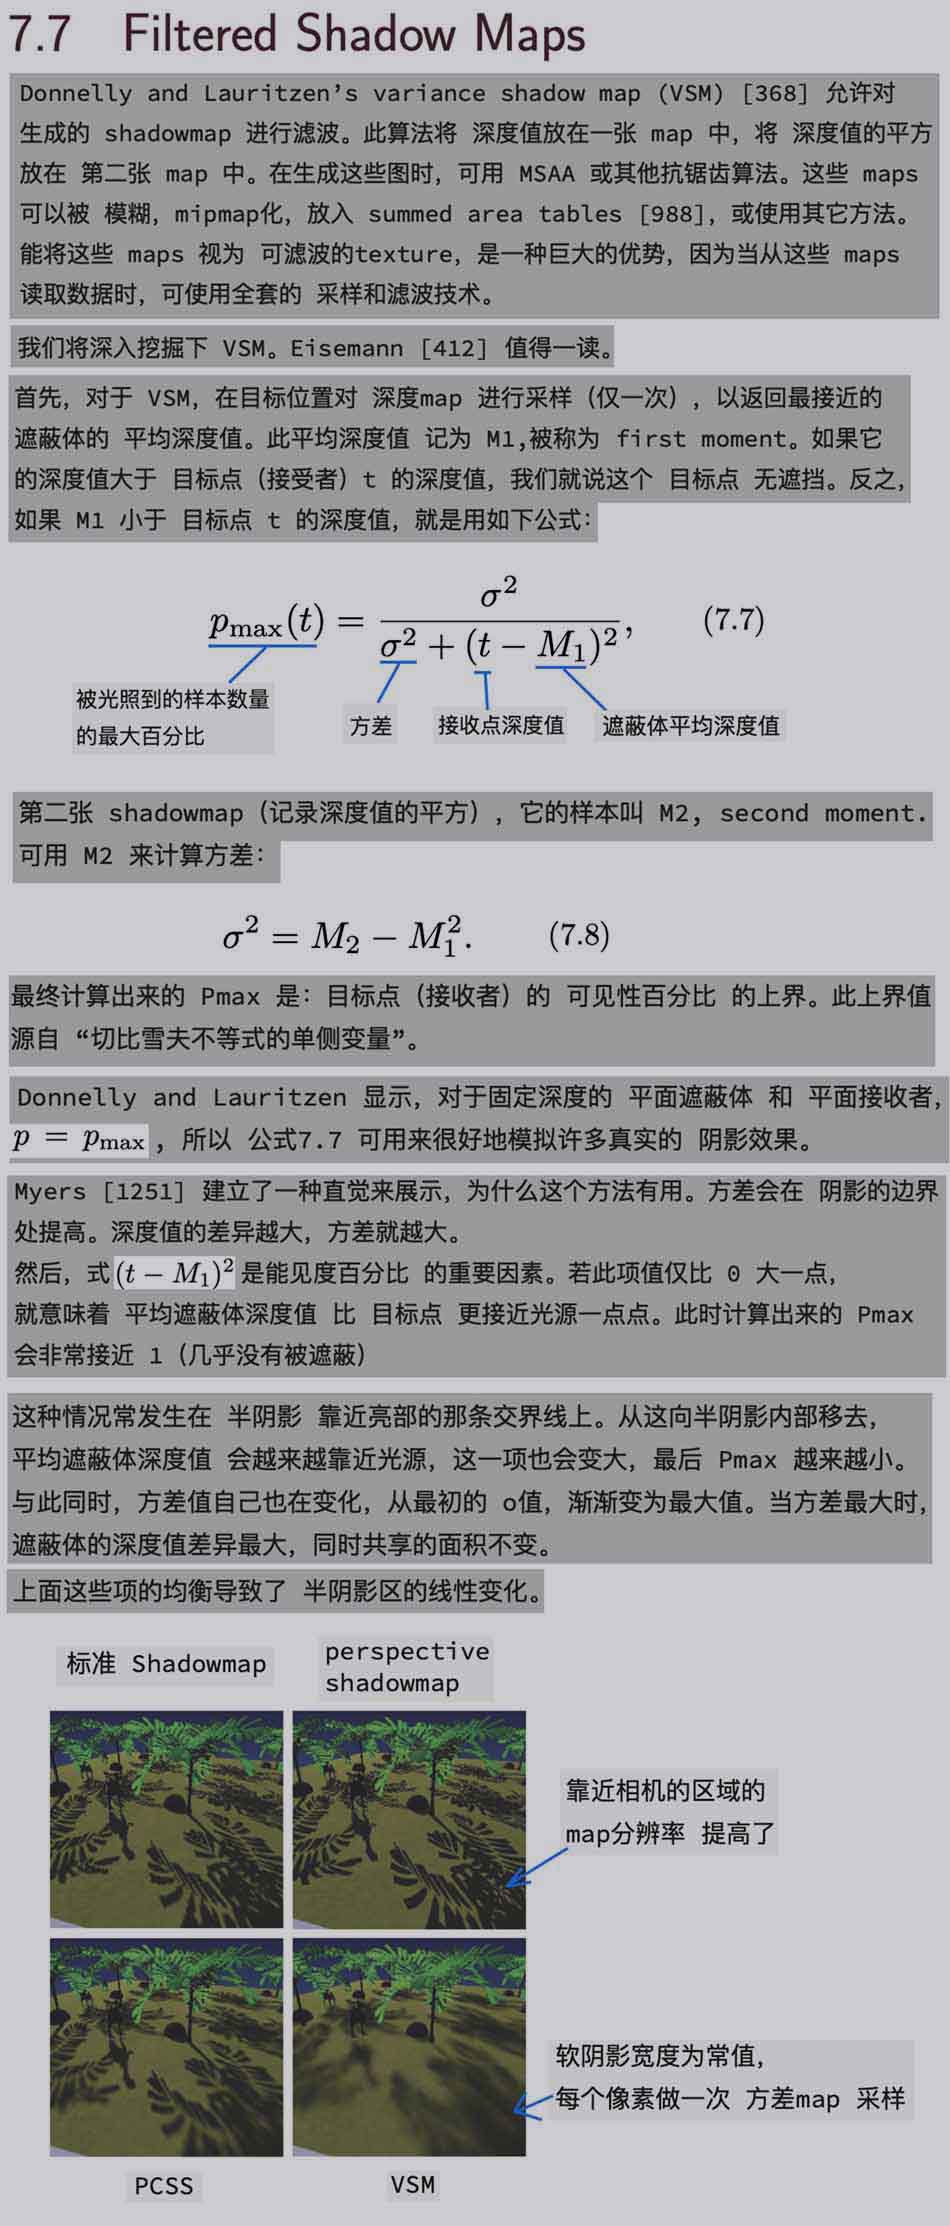 7.7 Filtered Shadow Maps
Donnelly and Lauritzen's variance shadow map (VSM) [368] 允许对
生成的 shadowmap 进行滤波。此算法将 深度值放在一张 map 中，将 深度值的平方
放在 第二张 map 中。在生成这些图时，可用 MSAA 或其他抗锯齿算法。这些 maps
可以被 模糊，mipmap化，放入 summed area tables [988]，或使用其它方法。
能将这些 maps 视为 可滤波的texture，是一种巨大的优势，因为当从这些 maps
读取数据时，可使用全套的 采样和滤波技术。
我们将深入挖掘下 VSM。Eisemann [412] 值得一读。
首先，对于 VSM，在目标位置对 深度map 进行采样（仅一次），以返回最接近的
遮蔽体的 平均深度值。此平均深度值 记为 M1,被称为 first moment。如果它
的深度值大于 目标点（接受者）t 的深度值，我们就说这个 目标点 无遮挡。反之，
如果 M1 小于 目标点 t 的深度值，就是用如下公式：
p_max(t) = σ² / (σ² + (t − M₁)²), (7.7)
被光照到的样本数量
的最大百分比
方差
接收点深度值
遮蔽体平均深度值
第二张 shadowmap（记录深度值的平方），它的样本叫 M2, second moment.
可用 M2 来计算方差：
σ² = M₂ − M₁². (7.8)
最终计算出来的 Pmax 是：目标点（接收者）的 可见性百分比 的上界。此上界值
源自 “切比雪夫不等式的单侧变量”。
Donnelly and Lauritzen 显示，对于固定深度的 平面遮蔽体 和 平面接收者，
p = p_max ，所以 公式7.7 可用来很好地模拟许多真实的 阴影效果。
Myers [1251] 建立了一种直觉来展示，为什么这个方法有用。方差会在 阴影的边界
处提高。深度值的差异越大，方差就越大。
然后，式 (t − M₁)² 是能见度百分比 的重要因素。若此项值仅比 0 大一点，
就意味着 平均遮蔽体深度值 比 目标点 更接近光源一点点。此时计算出来的 Pmax
会非常接近 1（几乎没有被遮蔽）
这种情况常发生在 半阴影 靠近亮部的那条交界线上。从这向半阴影内部移去，
平均遮蔽体深度值 会越来越靠近光源，这一项也会变大，最后 Pmax 越来越小。
与此同时，方差值自己也在变化，从最初的 o值，渐渐变为最大值。当方差最大时，
遮蔽体的深度值差异最大，同时共享的面积不变。
上面这些项的均衡导致了 半阴影区的线性变化。
标准 Shadowmap
perspective
shadowmap
靠近相机的区域的
map分辨率 提高了
软阴影宽度为常值，
每个像素做一次 方差map 采样
PCSS
VSM